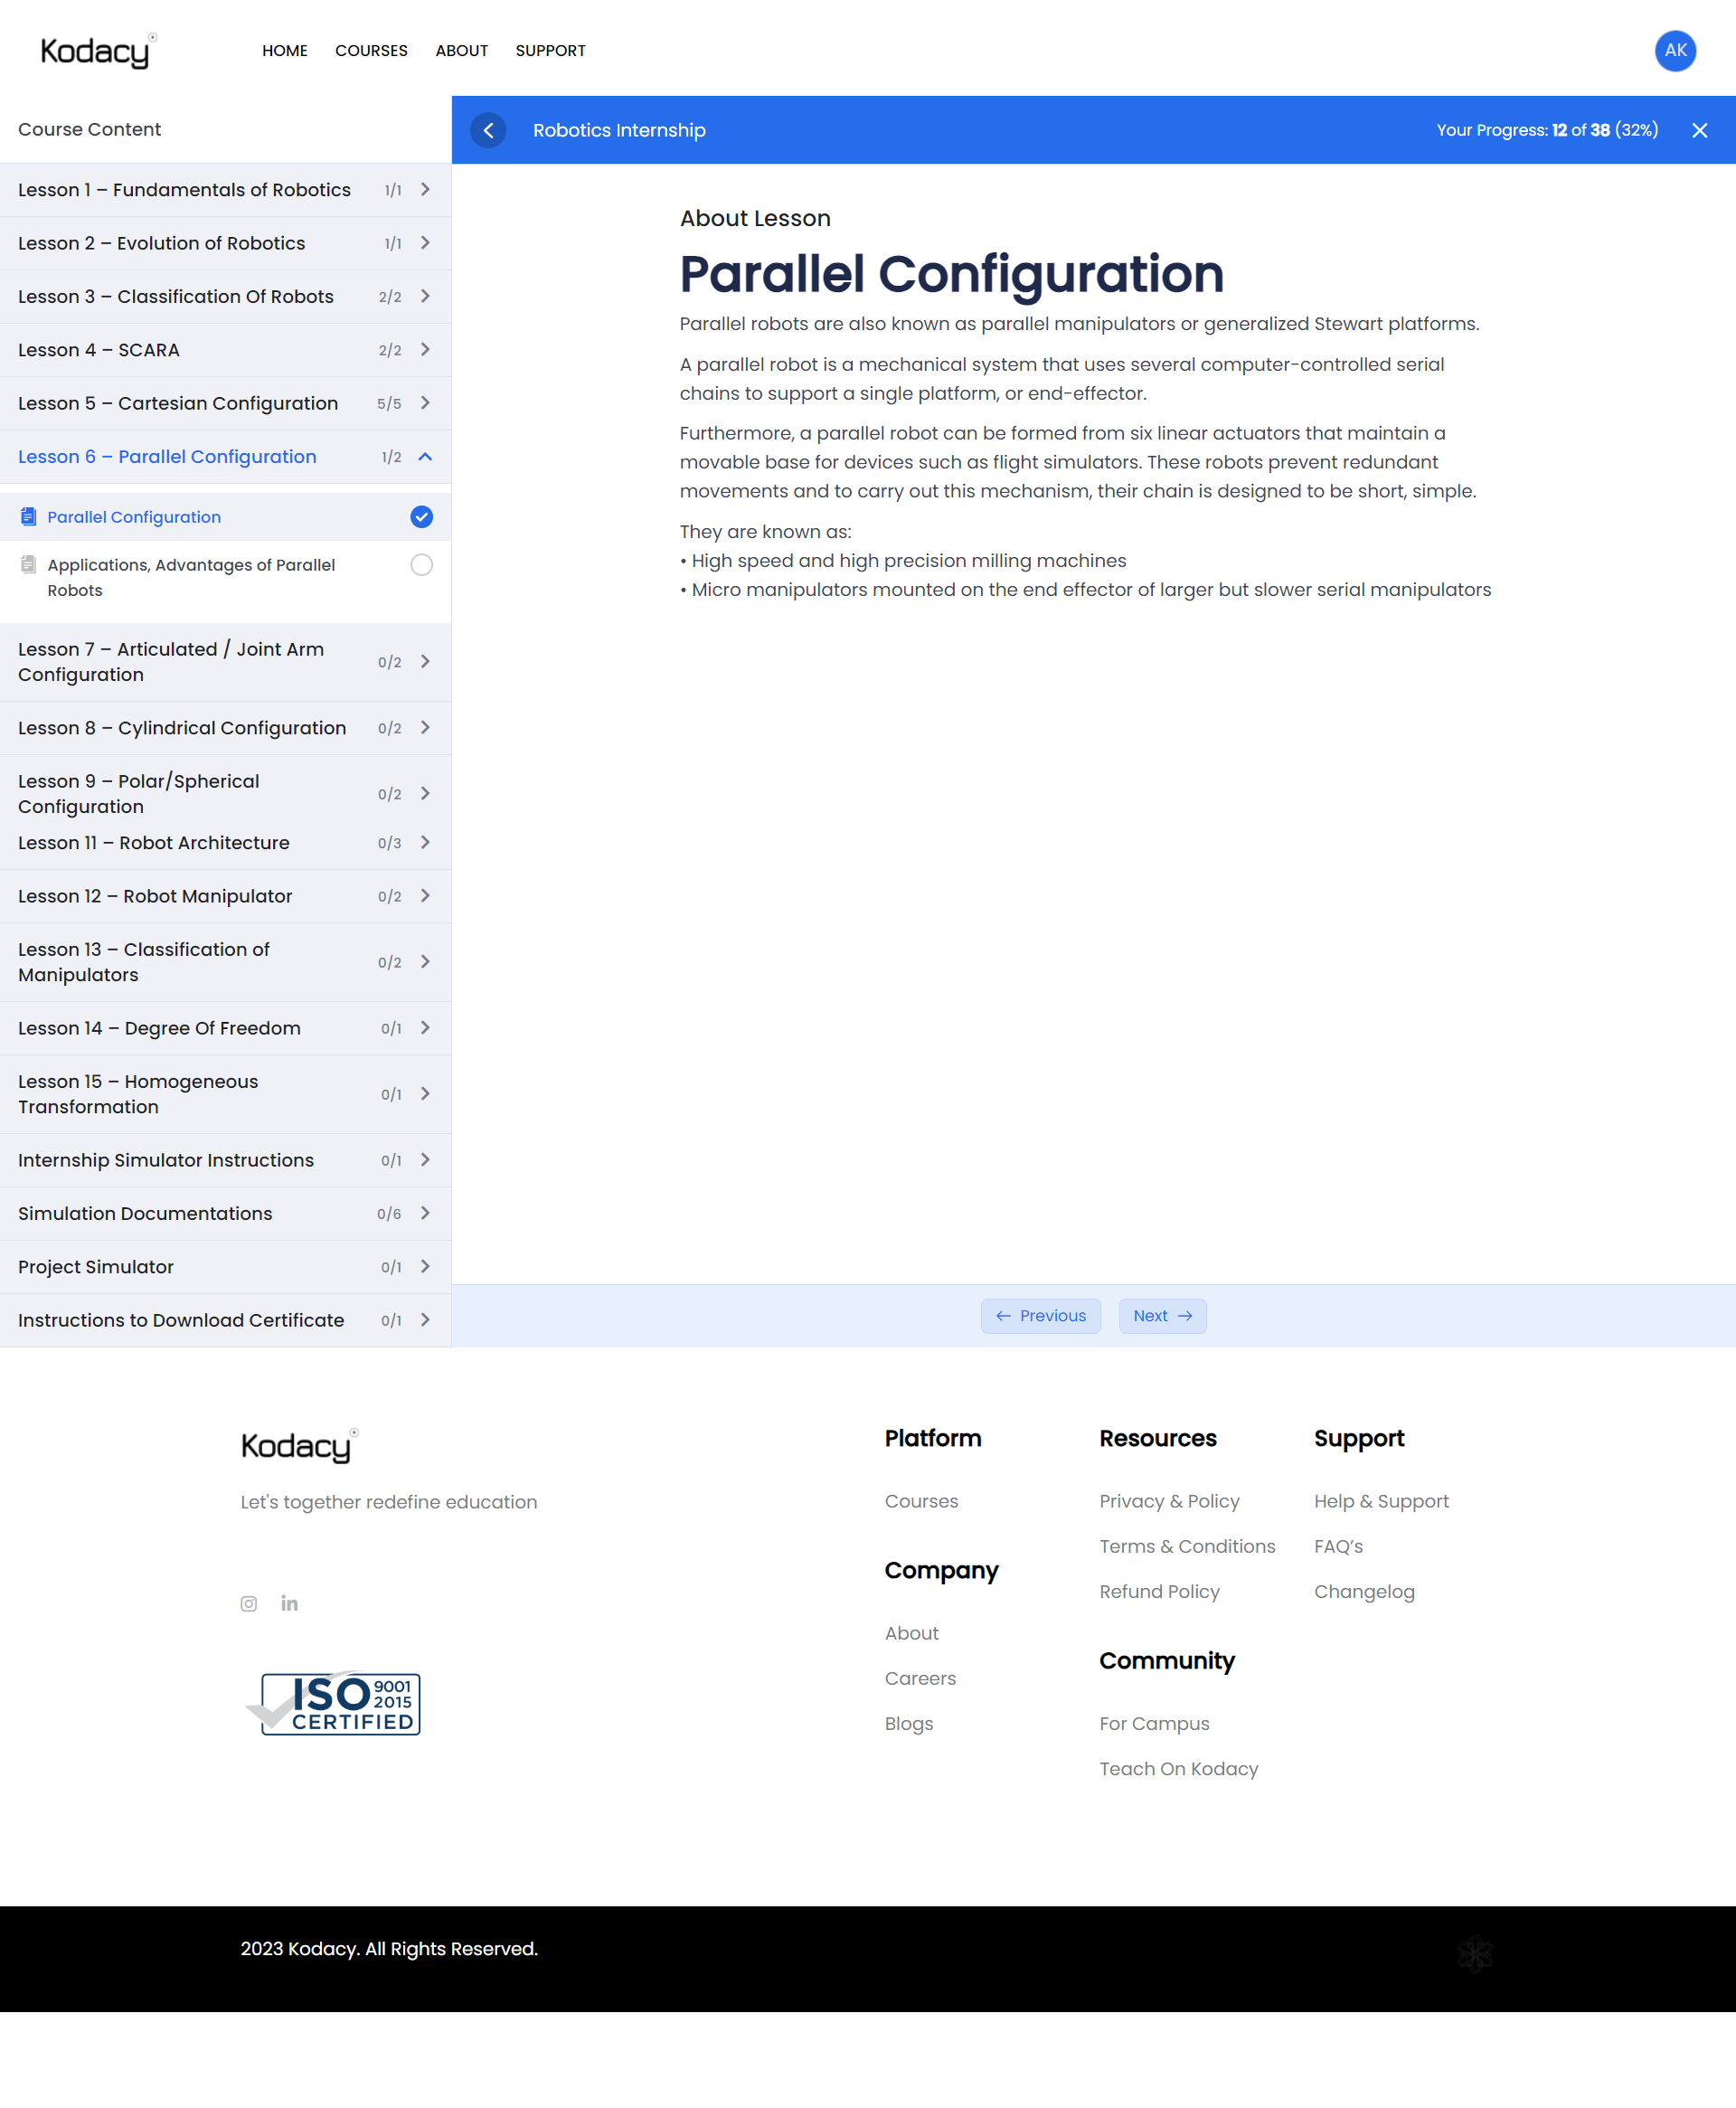 Kodacy
HOME COURSES ABOUT SUPPORT
AK
Course Content
Robotics Internship
Your Progress: 12 of 38 (32%)
Lesson 1 – Fundamentals of Robotics 1/1
Lesson 2 – Evolution of Robotics 1/1
Lesson 3 – Classification Of Robots 2/2
Lesson 4 – SCARA 2/2
Lesson 5 – Cartesian Configuration 5/5
Lesson 6 – Parallel Configuration 1/2
Parallel Configuration
Applications, Advantages of Parallel
Robots
Lesson 7 – Articulated / Joint Arm
Configuration 0/2
Lesson 8 – Cylindrical Configuration 0/2
Lesson 9 – Polar/Spherical
Configuration 0/2
Lesson 11 – Robot Architecture 0/3
Lesson 12 – Robot Manipulator 0/2
Lesson 13 – Classification of
Manipulators 0/2
Lesson 14 – Degree Of Freedom 0/1
Lesson 15 – Homogeneous
Transformation 0/1
Internship Simulator Instructions 0/1
Simulation Documentations 0/6
Project Simulator 0/1
Instructions to Download Certificate 0/1
About Lesson
Parallel Configuration
Parallel robots are also known as parallel manipulators or generalized Stewart platforms.
A parallel robot is a mechanical system that uses several computer-controlled serial
chains to support a single platform, or end-effector.
Furthermore, a parallel robot can be formed from six linear actuators that maintain a
movable base for devices such as flight simulators. These robots prevent redundant
movements and to carry out this mechanism, their chain is designed to be short, simple.
They are known as:
• High speed and high precision milling machines
• Micro manipulators mounted on the end effector of larger but slower serial manipulators
← Previous
Next →
Kodacy
Let's together redefine education
ISO 9001
2015
CERTIFIED
Platform
Courses
Company
About
Careers
Blogs
Resources
Privacy & Policy
Terms & Conditions
Refund Policy
Community
For Campus
Teach On Kodacy
Support
Help & Support
FAQ’s
Changelog
2023 Kodacy. All Rights Reserved.